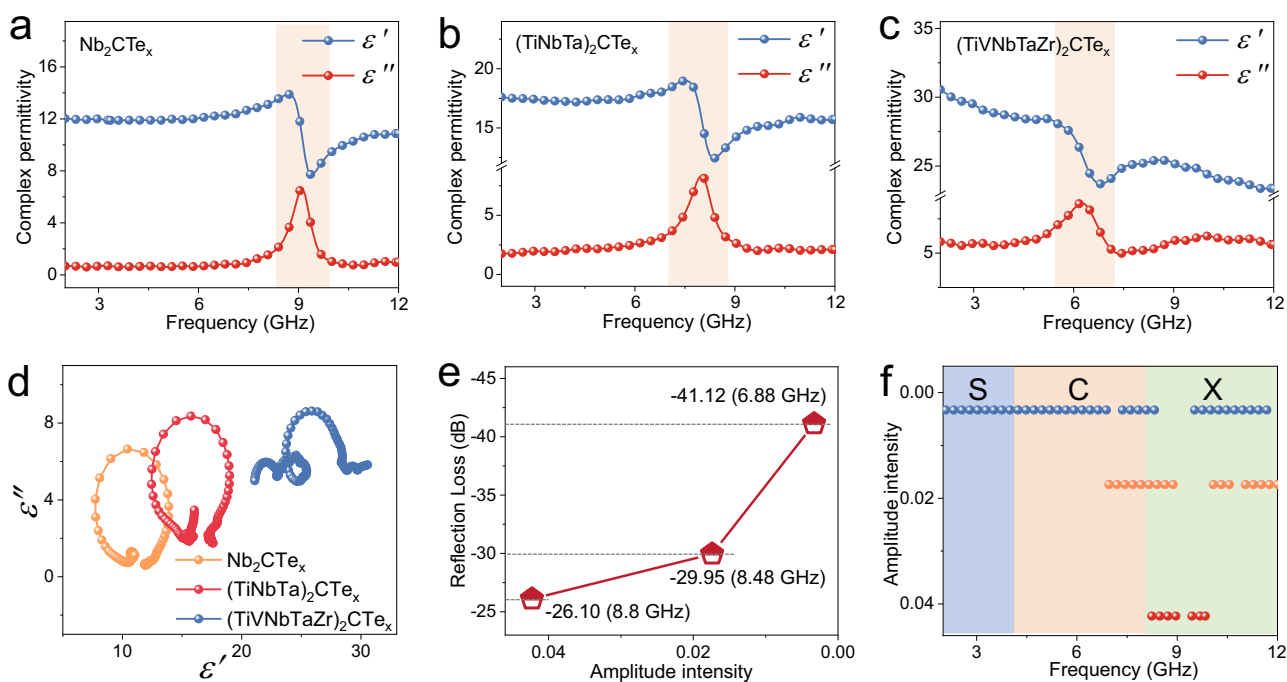 a
Nb₂CTeₓ
ε′
ε″
Complex permittivity
16
12
8
4
0
3
6
9
12
Frequency (GHz)
b
(TiNbTa)₂CTeₓ
ε′
ε″
Complex permittivity
20
15
5
0
3
6
9
12
Frequency (GHz)
c
(TiVNbTaZr)₂CTeₓ
ε′
ε″
Complex permittivity
35
30
25
5
3
6
9
12
Frequency (GHz)
d
ε″
8
4
0
Nb₂CTeₓ
(TiNbTa)₂CTeₓ
(TiVNbTaZr)₂CTeₓ
10
20
30
ε′
e
Reflection Loss (dB)
-45
-40
-35
-30
-25
-41.12 (6.88 GHz)
-29.95 (8.48 GHz)
-26.10 (8.8 GHz)
0.04
0.02
0.00
Amplitude intensity
f
S C X
Amplitude intensity
0.00
0.02
0.04
3
6
9
12
Frequency (GHz)